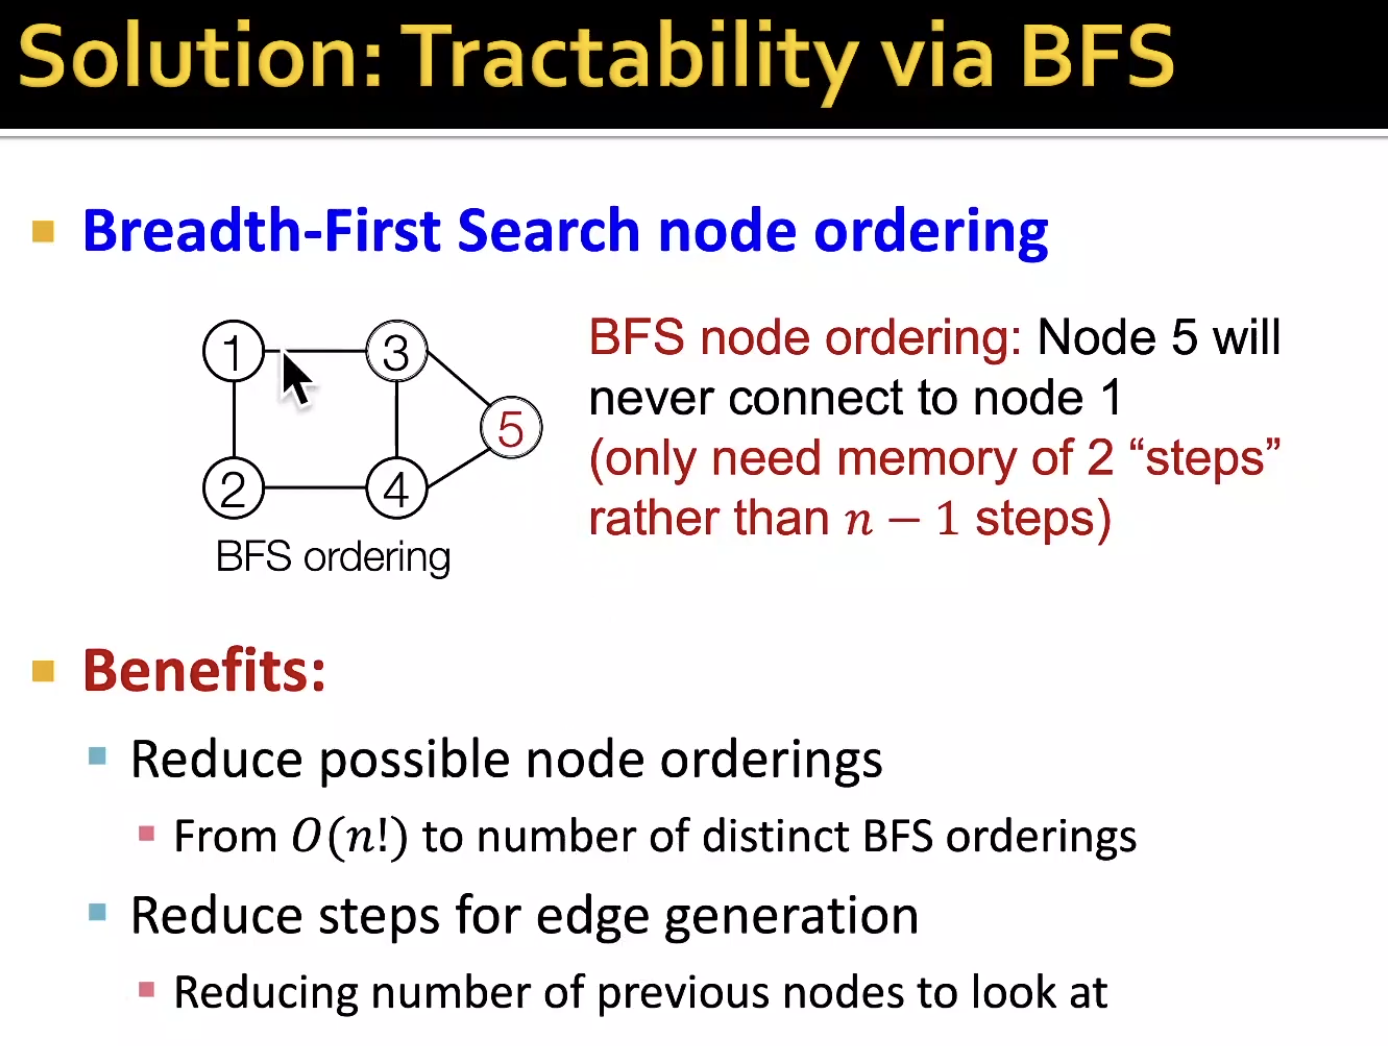 Solution: Tractability via BFS
Breadth-First Search node ordering
1
3
5
2
4
BFS ordering
BFS node ordering: Node 5 will
never connect to node 1
(only need memory of 2 “steps”
rather than n − 1 steps)
Benefits:
Reduce possible node orderings
From O(n!) to number of distinct BFS orderings
Reduce steps for edge generation
Reducing number of previous nodes to look at